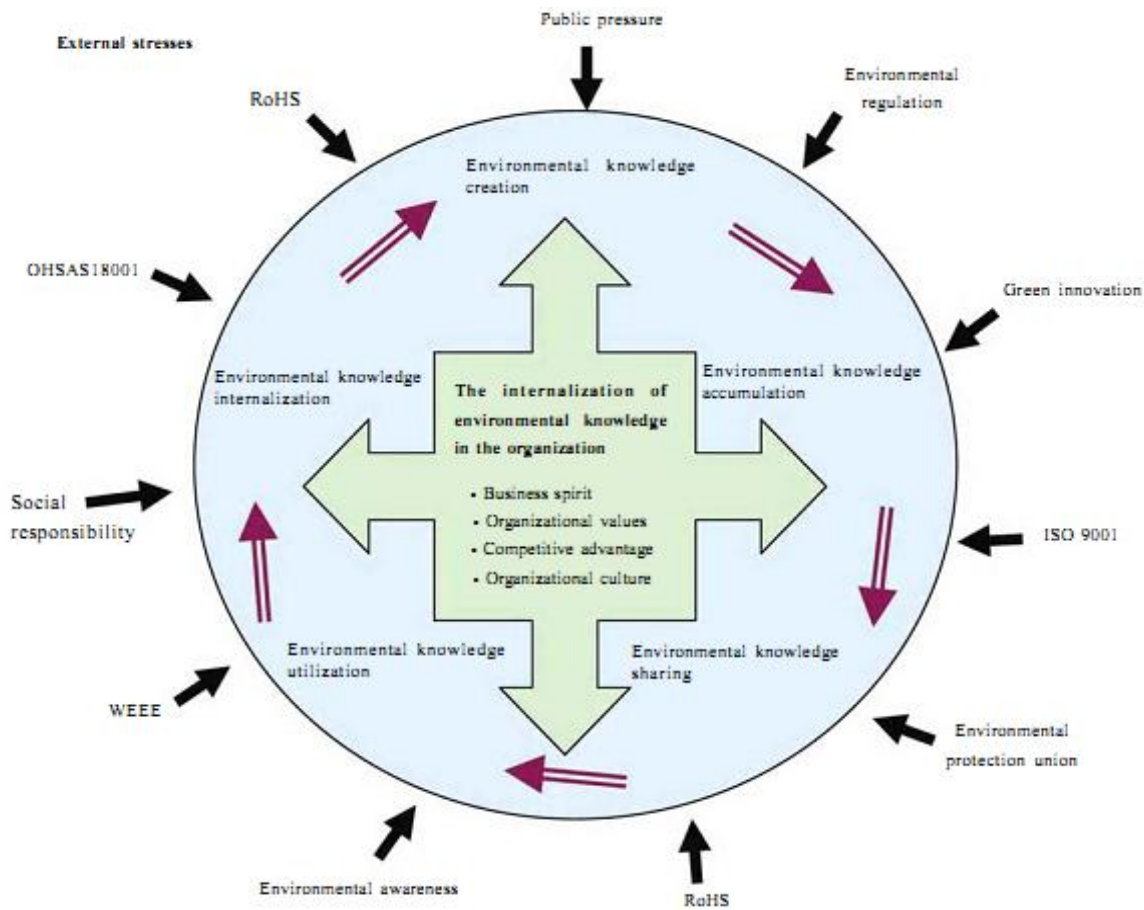 Public pressure
External stresses
Environmental
regulation
RoHS
Environmental knowledge
creation
OHSAS18001
Green innovation
Environmental knowledge
internalization
The internalization of
environmental knowledge
in the organization
Environmental knowledge
accumulation
• Business spirit
• Organizational values
• Competitive advantage
• Organizational culture
Social
responsibility
ISO 9001
Environmental knowledge
utilization
Environmental knowledge
sharing
WEEE
Environmental
protection union
Environmental awareness
RoHS